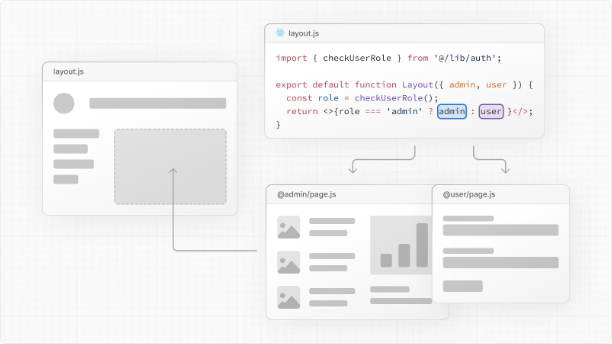 layout.js
layout.js
import { checkUserRole } from '@/lib/auth';
export default function Layout({ admin, user }) {
const role = checkUserRole();
return <>{role === 'admin' ? admin : user }</>;
}
@admin/page.js
@user/page.js